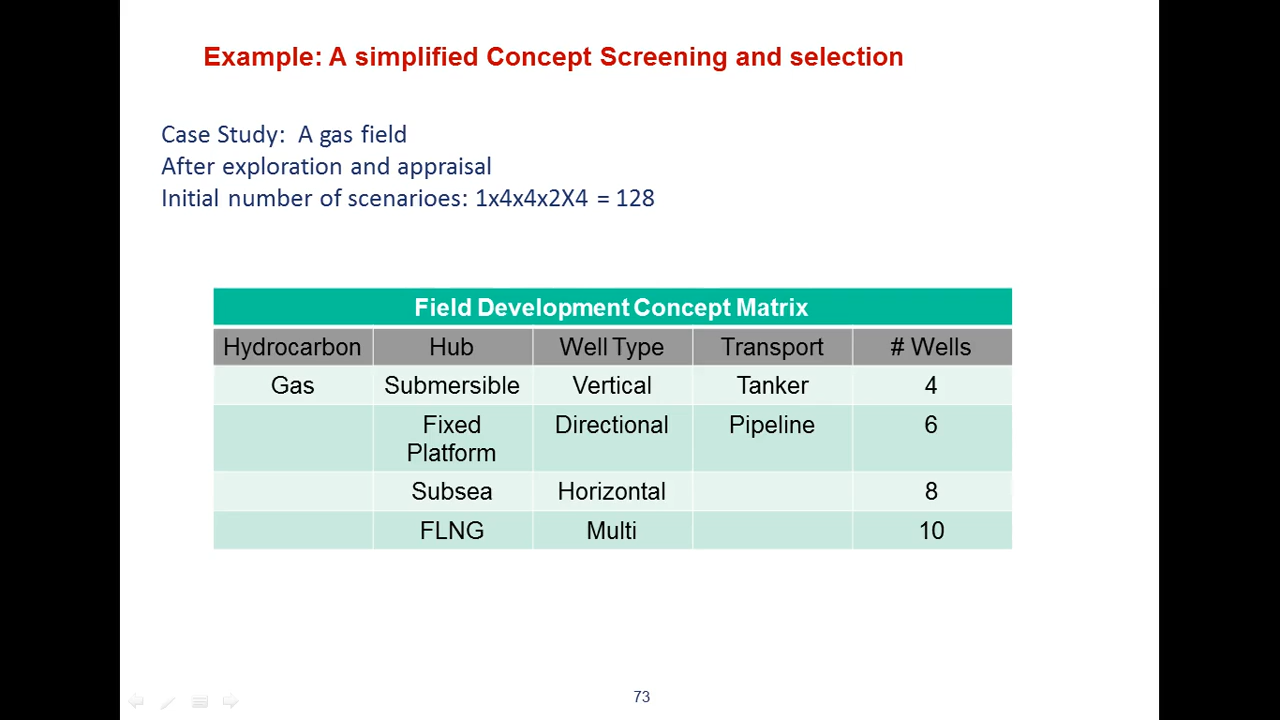 Example: A simplified Concept Screening and selection
Case Study: A gas field
After exploration and appraisal
Initial number of scenarioes: 1x4x4x2X4 = 128
Field Development Concept Matrix
Hydrocarbon Hub Well Type Transport # Wells
Gas Submersible Vertical Tanker 4
Fixed Platform Directional Pipeline 6
Subsea Horizontal 8
FLNG Multi 10
73